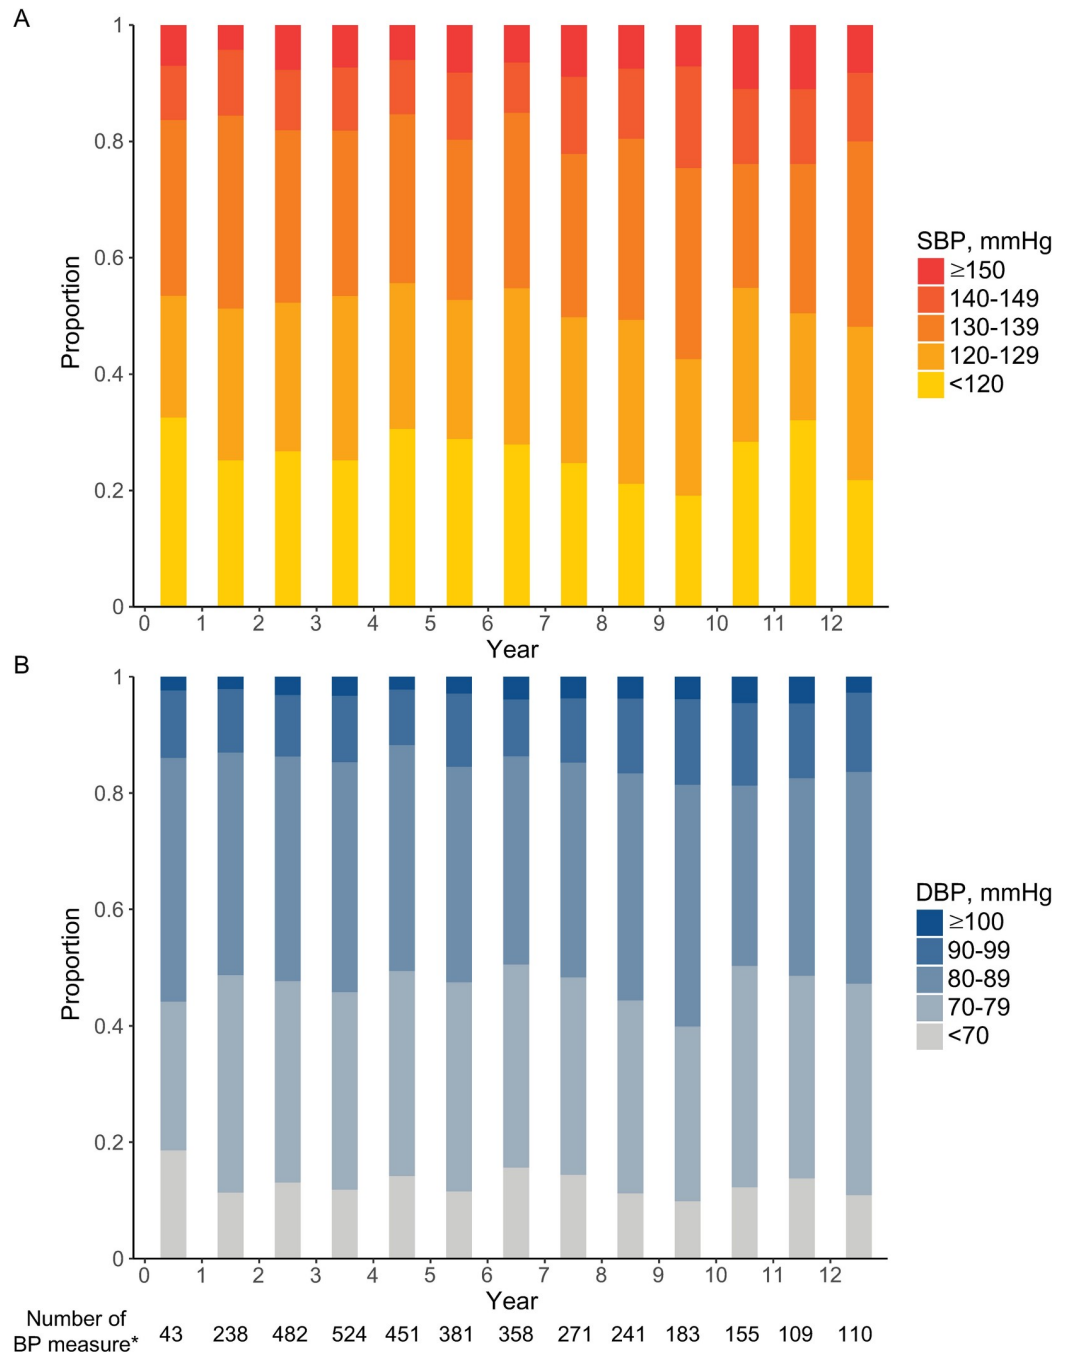 A
1
0.8
0.6
0.4
0.2
0
Proportion
0 1 2 3 4 5 6 7 8 9 10 11 12
Year
SBP, mmHg
≥150
140-149
130-139
120-129
<120
B
1
0.8
0.6
0.4
0.2
0
Proportion
0 1 2 3 4 5 6 7 8 9 10 11 12
Year
DBP, mmHg
≥100
90-99
80-89
70-79
<70
Number of
BP measure* 43 238 482 524 451 381 358 271 241 183 155 109 110